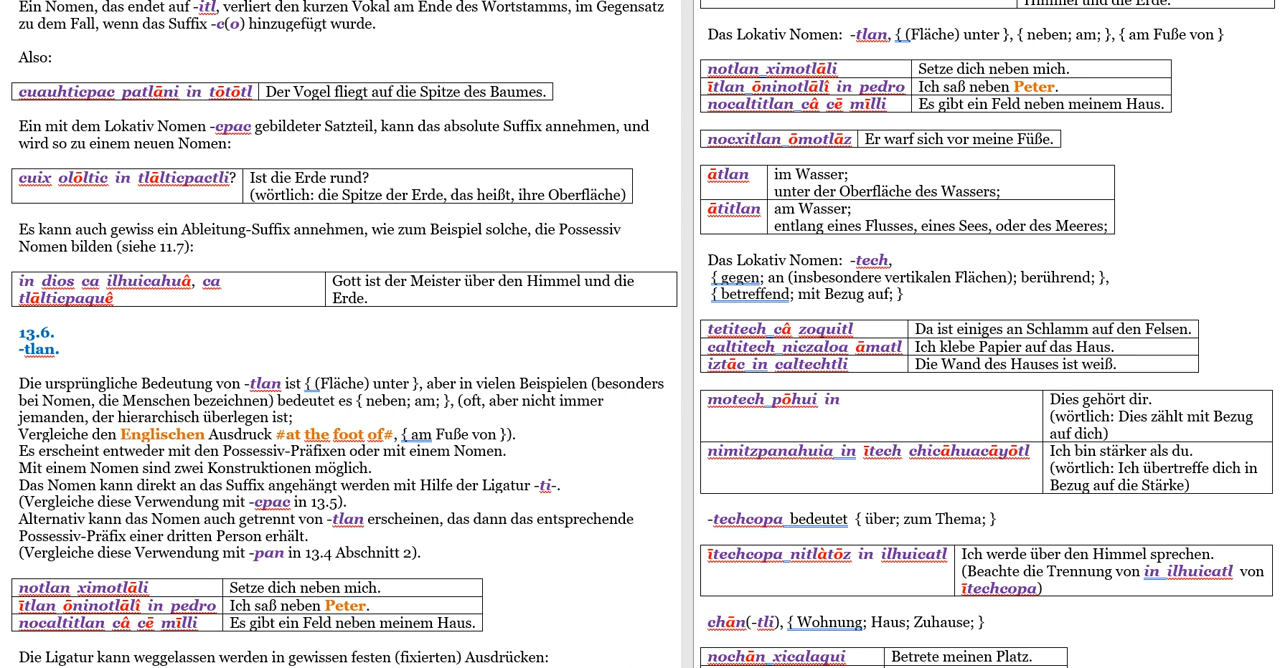 Ein Nomen, das endet auf -itl, verliert den kurzen Vokal am Ende des Wortstamms, im Gegensatz
zu dem Fall, wenn das Suffix -c(o) hinzugefügt wurde.
Also:
cuauhticpac patlāni in tōtōtl Der Vogel fliegt auf die Spitze des Baumes.
Ein mit dem Lokativ Nomen -cpac gebildeter Satzteil, kann das absolute Suffix annehmen, und
wird so zu einem neuen Nomen:
cuix olōltic in tlālticpactli? Ist die Erde rund?
(wörtlich: die Spitze der Erde, das heißt, ihre Oberfläche)
Es kann auch gewiss ein Ableitung-Suffix annehmen, wie zum Beispiel solche, die Possessiv
Nomen bilden (siehe 11.7):
in dios ca ilhuicahuâ, ca Gott ist der Meister über den Himmel und die
tlālticpaquê Erde.
13.6.
-tlan.
Die ursprüngliche Bedeutung von -tlan ist { (Fläche) unter }, aber in vielen Beispielen (besonders
bei Nomen, die Menschen bezeichnen) bedeutet es { neben; am; }, (oft, aber nicht immer
jemanden, der hierarchisch überlegen ist;
Vergleiche den Englischen Ausdruck #at the foot of#, { am Fuße von }).
Es erscheint entweder mit den Possessiv-Präfixen oder mit einem Nomen.
Mit einem Nomen sind zwei Konstruktionen möglich.
Das Nomen kann direkt an das Suffix angehängt werden mit Hilfe der Ligatur -ti-.
(Vergleiche diese Verwendung mit -cpac in 13.5).
Alternativ kann das Nomen auch getrennt von -tlan erscheinen, das dann das entsprechende
Possessiv-Präfix einer dritten Person erhält.
(Vergleiche diese Verwendung mit -pan in 13.4 Abschnitt 2).
notlan ximotlāli Setze dich neben mich.
ītlan ōninotlālî in pedro Ich saß neben Peter.
nocaltitlan câ cē mīlli Es gibt ein Feld neben meinem Haus.
Die Ligatur kann weggelassen werden in gewissen festen (fixierten) Ausdrücken:
Himmel und die Erde.
Das Lokativ Nomen: -tlan, { (Fläche) unter }, { neben; am; }, { am Fuße von }
notlan ximotlāli Setze dich neben mich.
ītlan ōninotlālî in pedro Ich saß neben Peter.
nocaltitlan câ cē mīlli Es gibt ein Feld neben meinem Haus.
nocxitlan ōmotlāz Er warf sich vor meine Füße.
ātlan im Wasser;
unter der Oberfläche des Wassers;
ātitlan am Wasser;
entlang eines Flusses, eines Sees, oder des Meeres;
Das Lokativ Nomen: -tech,
{ gegen; an (insbesondere vertikalen Flächen); berührend; },
{ betreffend; mit Bezug auf; }
tetitech câ zoquitl Da ist einiges an Schlamm auf den Felsen.
caltitech niczaloa āmatl Ich klebe Papier auf das Haus.
iztāc in caltechtli Die Wand des Hauses ist weiß.
motech pōhui in Dies gehört dir.
(wörtlich: Dies zählt mit Bezug
auf dich)
nimitzpanahuia in ītech chicāhuacāyōtl Ich bin stärker als du.
(wörtlich: Ich übertreffe dich in
Bezug auf die Stärke)
-techcopa bedeutet { über; zum Thema; }
ītechcopa nitlàtōz in ilhuicatl Ich werde über den Himmel sprechen.
(Beachte die Trennung von in ilhuicatl von
ītechcopa)
chān(-tli), { Wohnung; Haus; Zuhause; }
nochān xicalaqui Betrete meinen Platz.